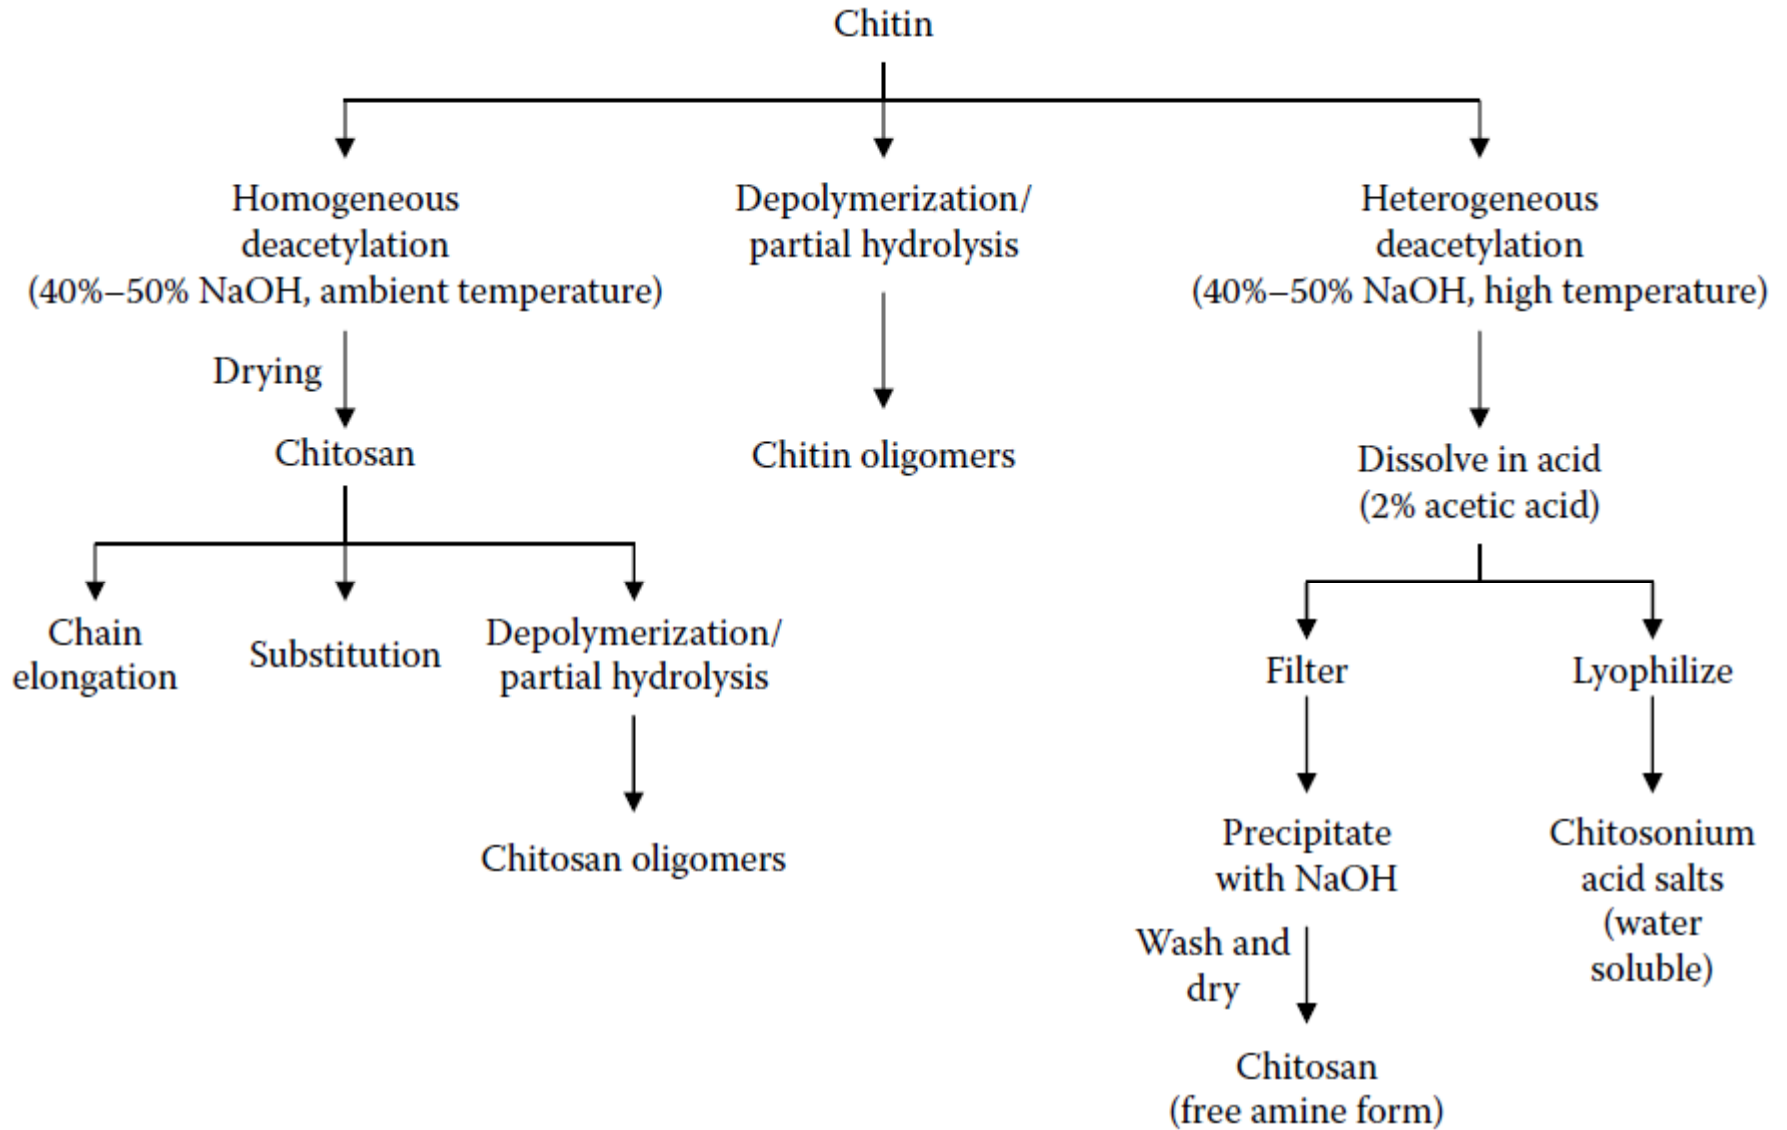 Chitin
Homogeneous
deacetylation
(40%–50% NaOH, ambient temperature)
Depolymerization/
partial hydrolysis
Heterogeneous
deacetylation
(40%–50% NaOH, high temperature)
Drying
Chitosan
Chitin oligomers
Dissolve in acid
(2% acetic acid)
Chain
elongation
Substitution
Depolymerization/
partial hydrolysis
Filter
Lyophilize
Chitosan oligomers
Precipitate
with NaOH
Chitosonium
acid salts
(water
soluble)
Wash and
dry
Chitosan
(free amine form)